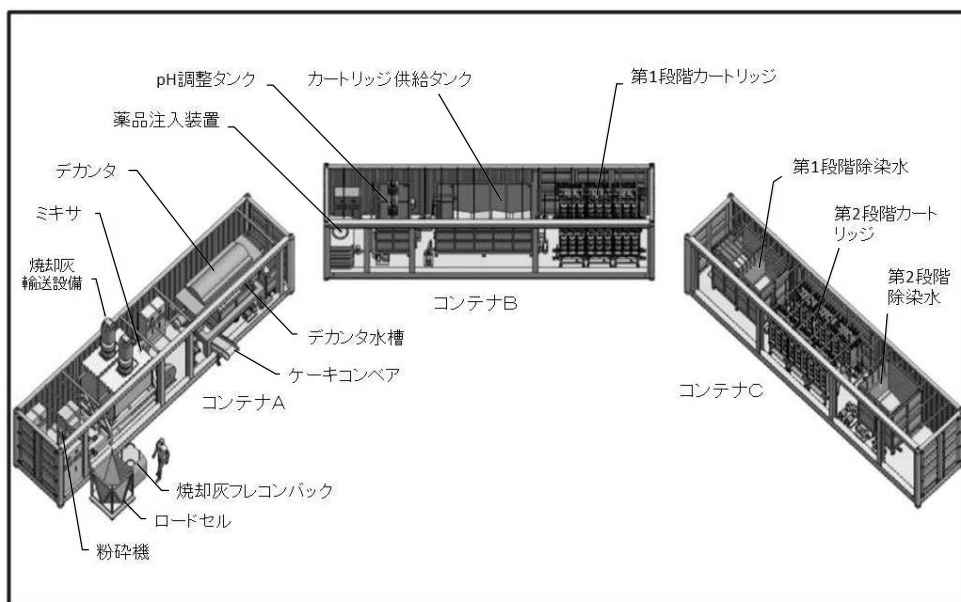 pH調整タンク
カートリッジ供給タンク
第1段階カートリッジ
薬品注入装置
デカンタ
ミキサ
焼却灰
輸送設備
第1段階除染水
第2段階カート
リッジ
第2段階
除染水
コンテナB
デカンタ水槽
ケーキコンベア
コンテナA
コンテナC
焼却灰フレコンバック
ロードセル
粉砕機